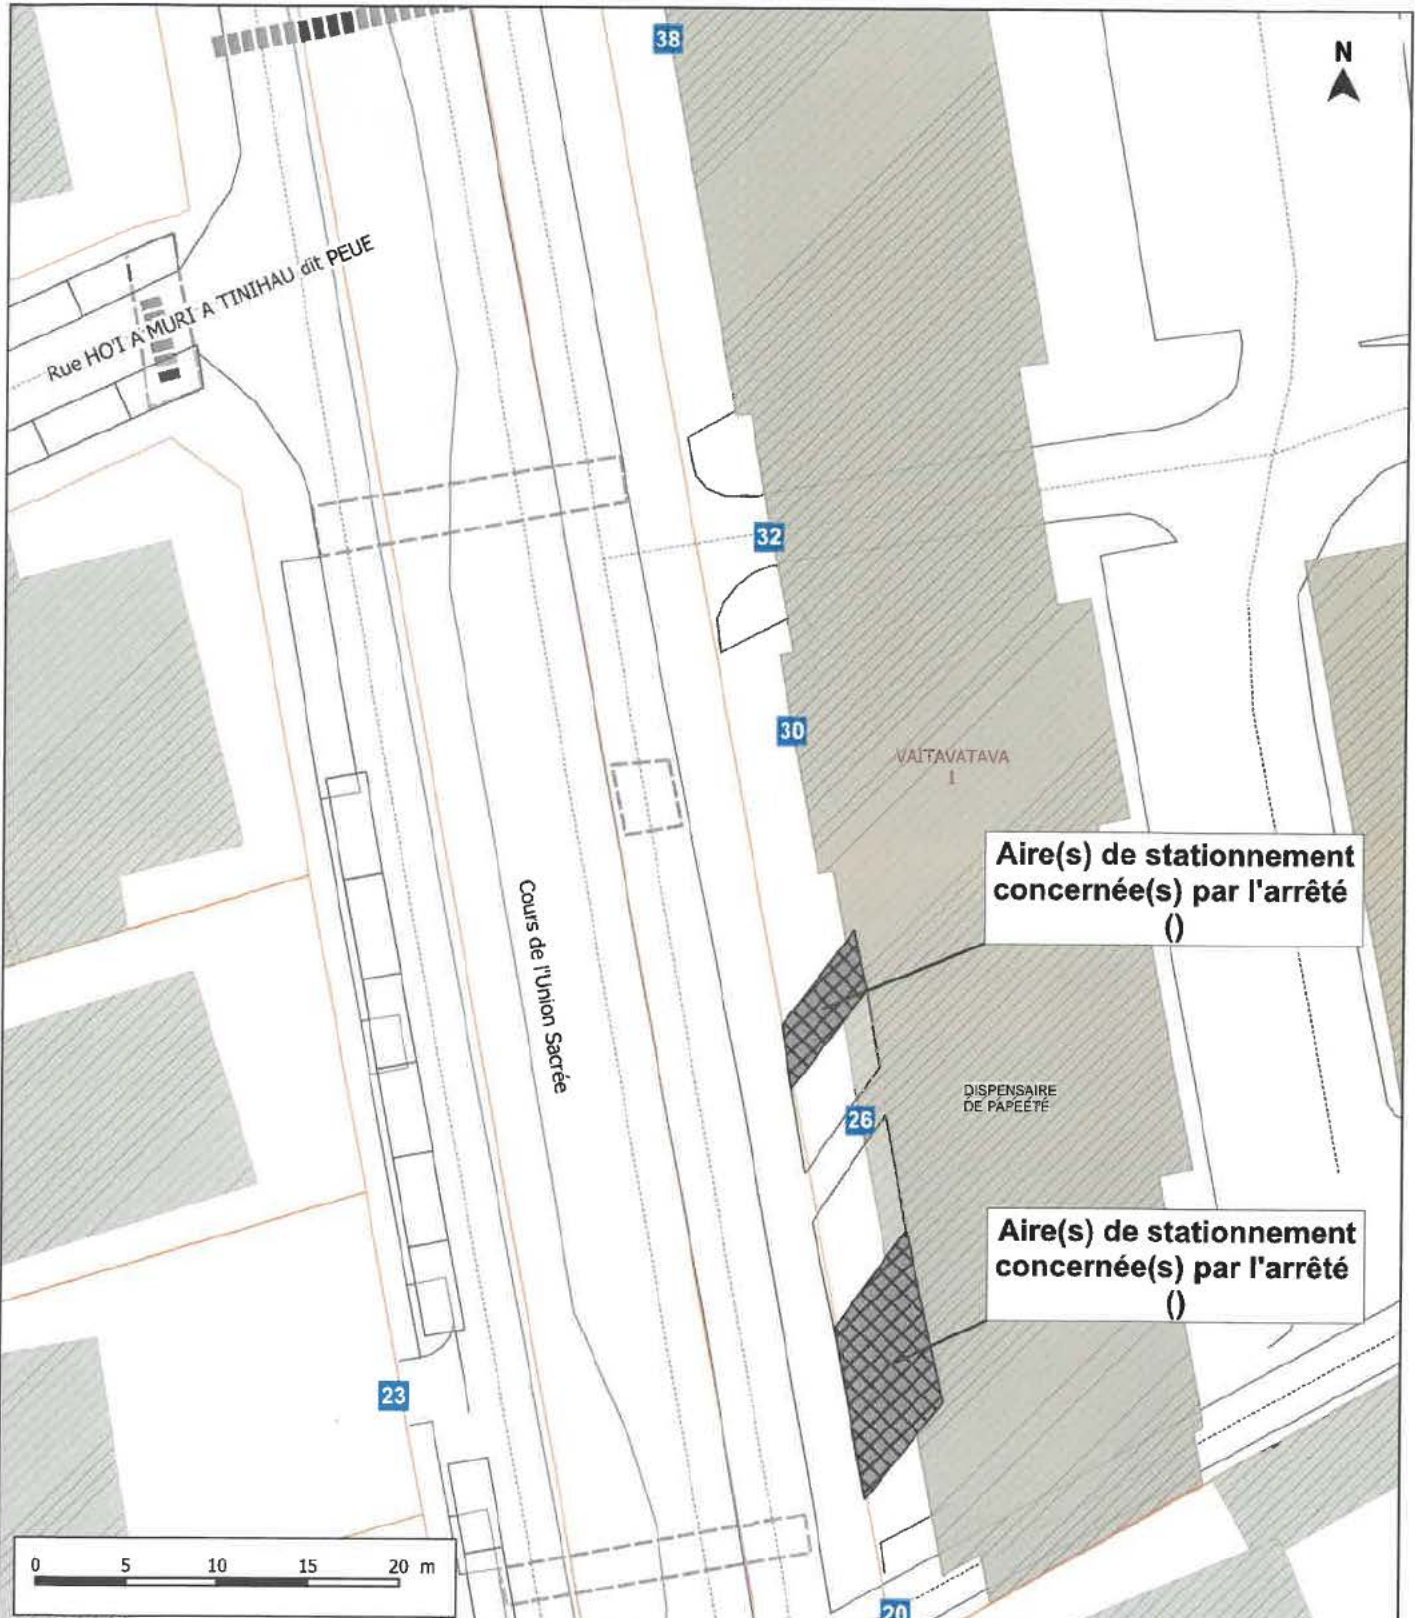 38
N
Rue HO'I A MURI A TINIHAU dit PEUE
32
30
VAITAVATAVA
1
Aire(s) de stationnement
concernée(s) par l'arrêté
()
Cours de l'Union Sacrée
DISPENSAIRE
DE PAPEETE
26
Aire(s) de stationnement
concernée(s) par l'arrêté
()
23
0 5 10 15 20 m
20